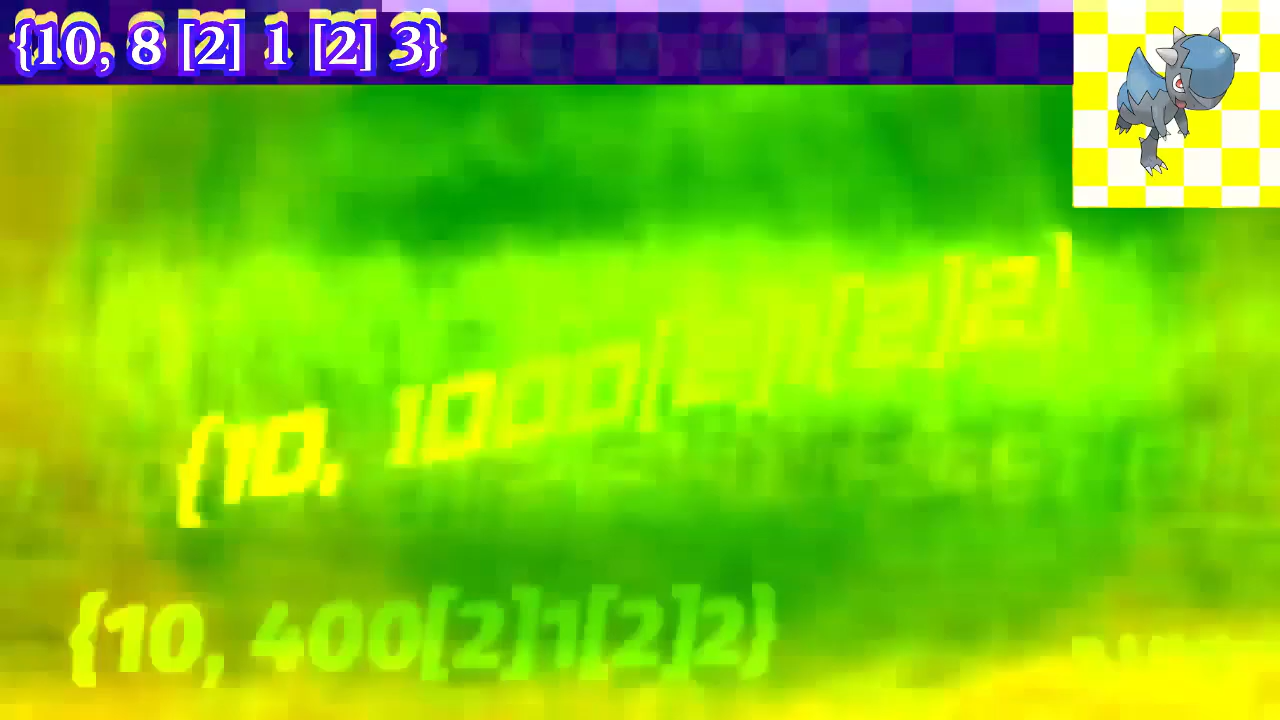 {10, 8 [2] 1 [2] 3}
{10, 1000[2]1[2]2}
{10, 400[2]1[2]2}